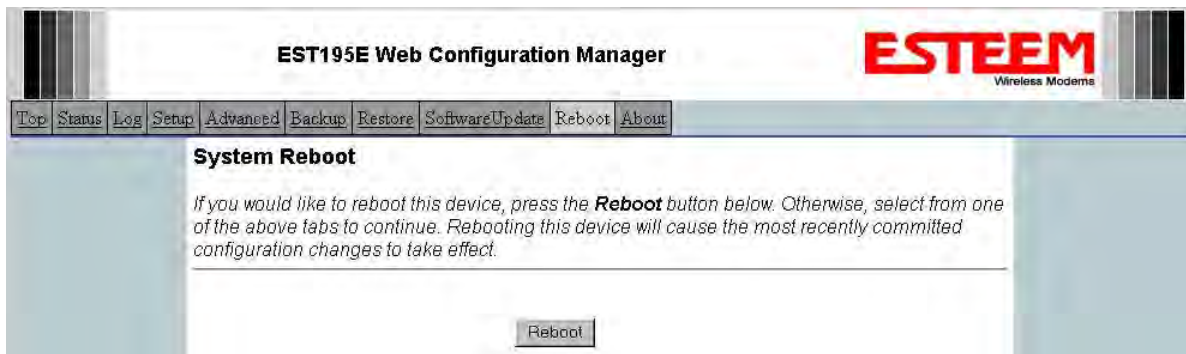 EST195E Web Configuration Manager
ESTEEM
Wireless Modems
Top Status Log Setup Advanced Backup Restore SoftwareUpdate Reboot About
System Reboot
If you would like to reboot this device, press the Reboot button below. Otherwise, select from one
of the above tabs to continue. Rebooting this device will cause the most recently committed
configuration changes to take effect.
Reboot